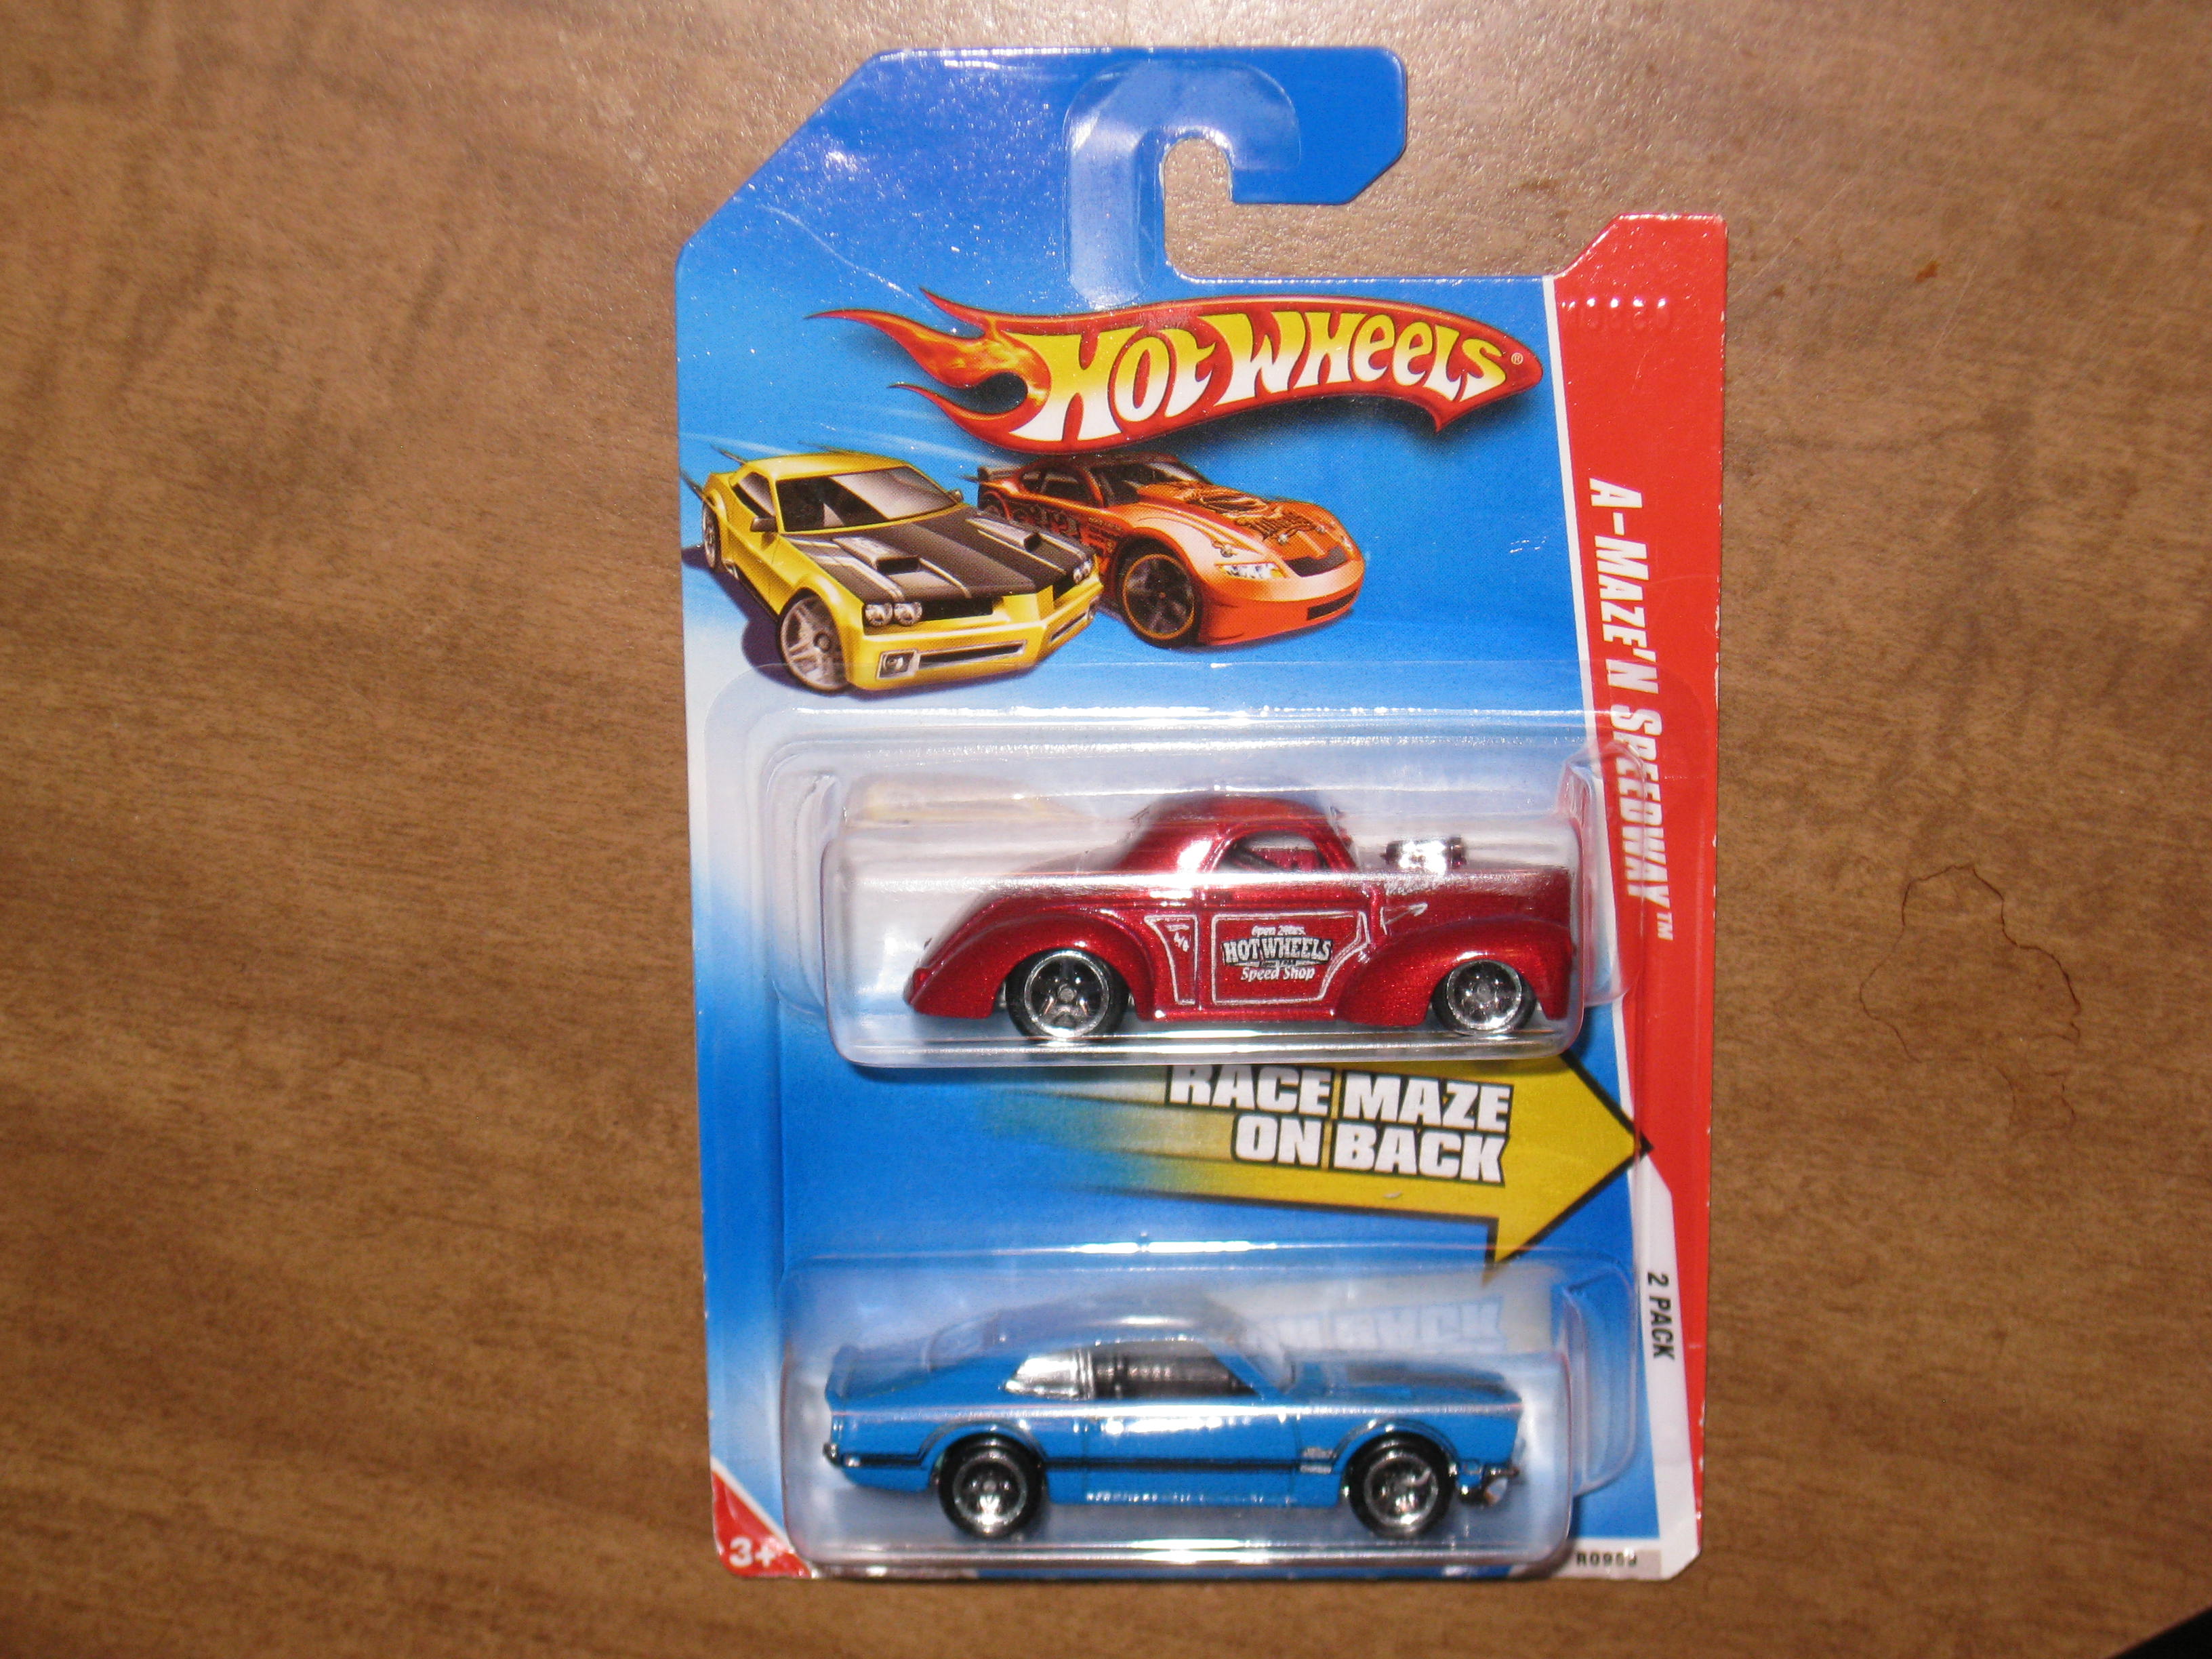 HOT WHEELS®
A-MAZE'N SPEEDWAY™
Open 24hrs.
HOT WHEELS
Speed Shop
RACE MAZE
ON BACK
2 PACK
3+